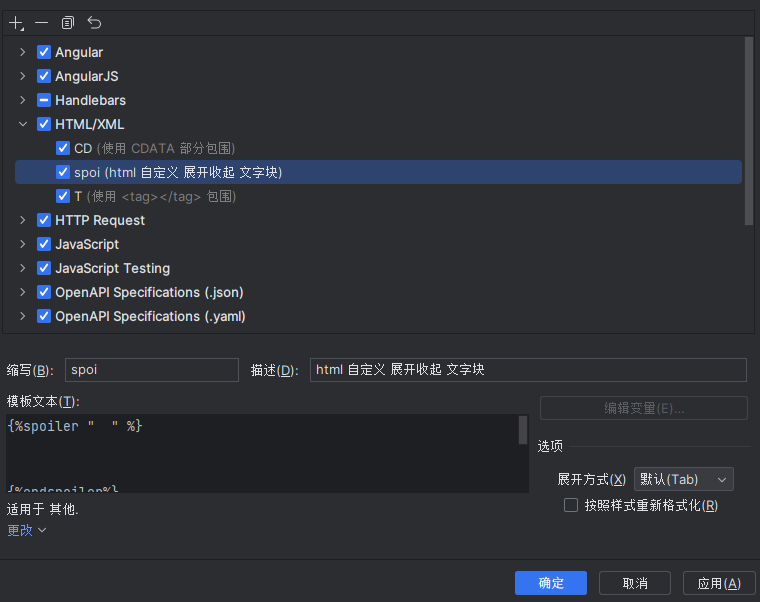 Angular
AngularJS
Handlebars
HTML/XML
CD (使用 CDATA 部分包围)
spoi (html 自定义 展开收起 文字块)
T (使用 <tag></tag> 包围)
HTTP Request
JavaScript
JavaScript Testing
OpenAPI Specifications (.json)
OpenAPI Specifications (.yaml)
缩写(B): spoi 描述(D): html 自定义 展开收起 文字块
模板文本(T):
编辑变量(E)...
{%spoiler "  " %}
选项
展开方式(X) 默认(Tab)
{%endspoiler%}
按照样式重新格式化(R)
适用于 其他.
更改
确定 取消 应用(A)